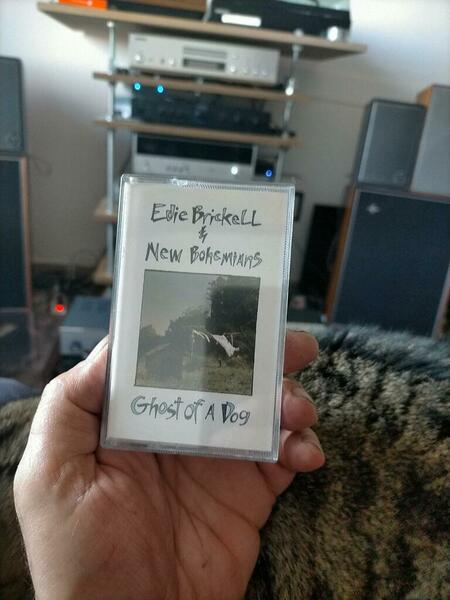 Edie Brickell
&
New Bohemians
Ghost of A Dog